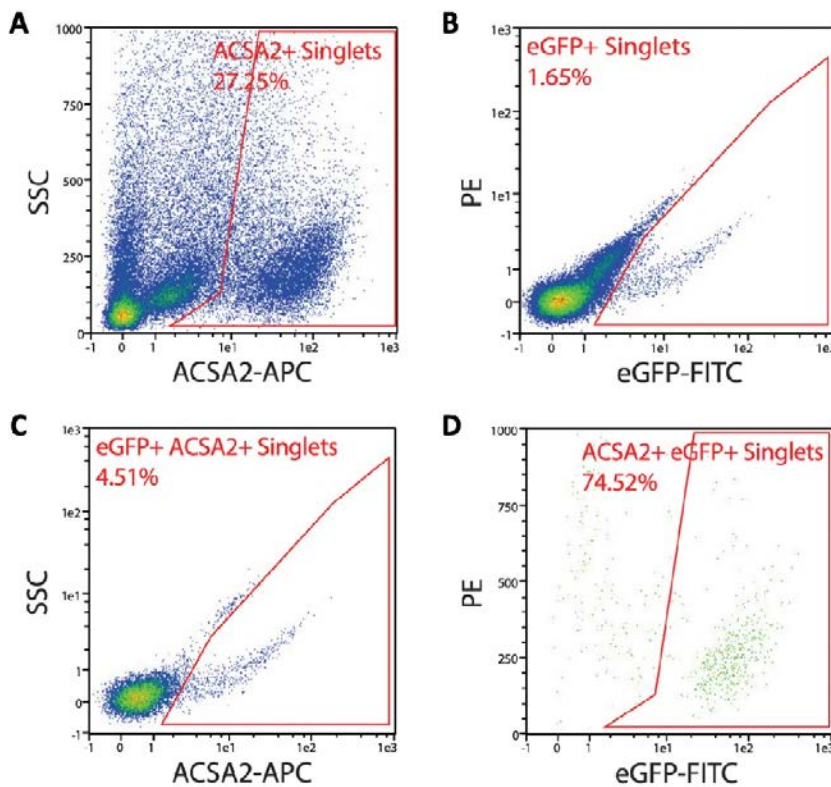 A
ACSA2+ Singlets
27.25%
1000
750
500
250
0
SSC
-1 0 1 1e1 1e2 1e3
ACSA2-APC
B
eGFP+ Singlets
1.65%
1e3
1e2
1e1
1
0
-1
PE
-1 0 1 1e1 1e2 1e3
eGFP-FITC
C
eGFP+ ACSA2+ Singlets
4.51%
1e3
1e2
1e1
1
0
-1
SSC
-1 0 1 1e1 1e2 1e3
ACSA2-APC
D
ACSA2+ eGFP+ Singlets
74.52%
1000
750
500
250
0
PE
-1 0 1 1e1 1e2 1e3
eGFP-FITC